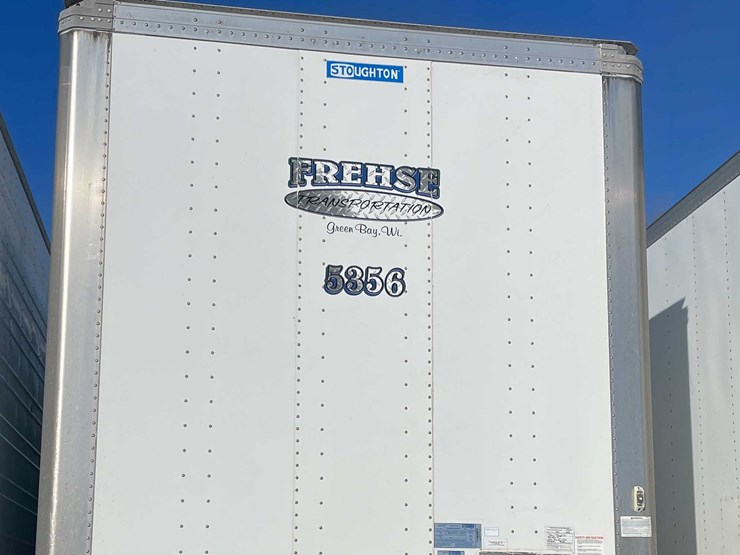 STOUGHTON
FREHSE
TRANSPORTATION
Green Bay, Wi.
5356